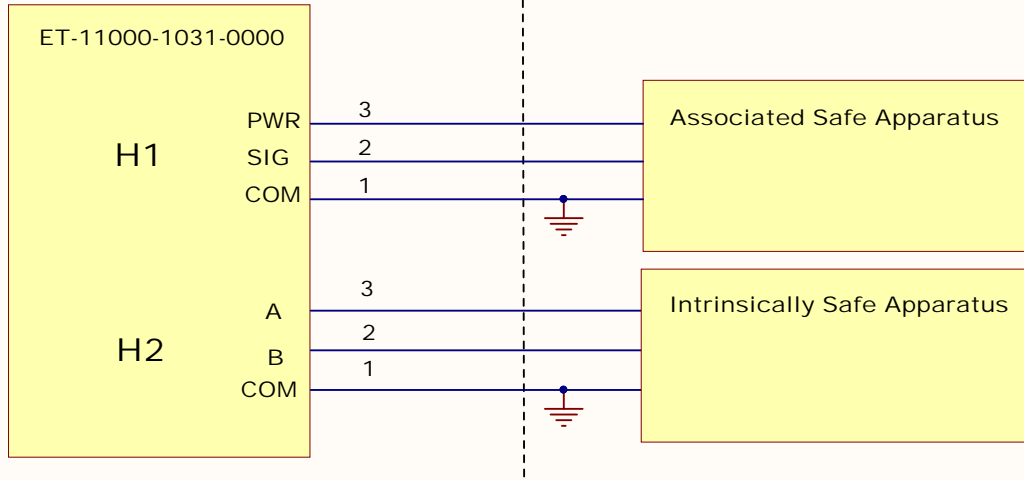 ET-11000-1031-0000
H1
PWR 3
SIG 2
COM 1
Associated Safe Apparatus
H2
A 3
B 2
COM 1
Intrinsically Safe Apparatus